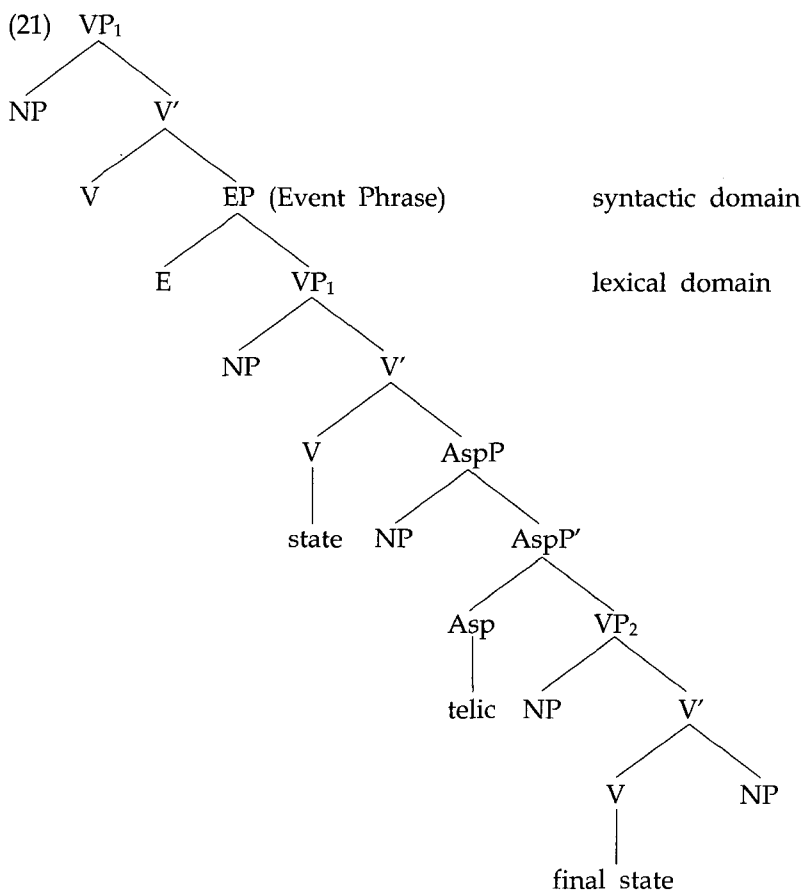 (21) VP₁
NP V'
V EP (Event Phrase) syntactic domain
E VP₁ lexical domain
NP V'
V AspP
state NP AspP'
Asp VP₂
telic NP V'
V NP
final state